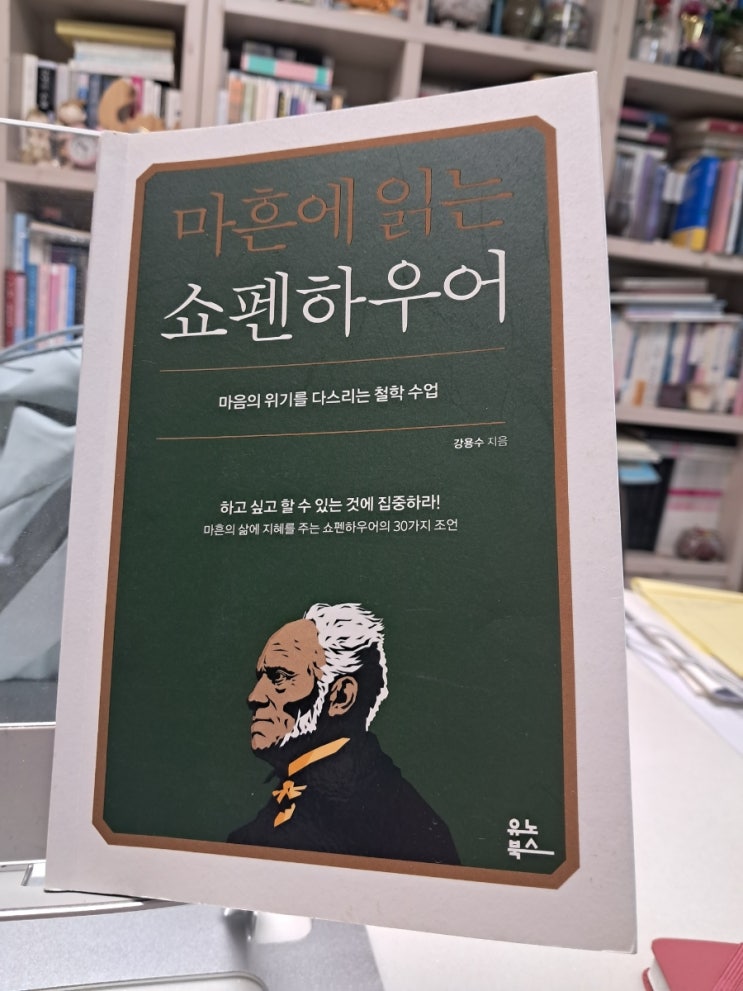 마흔에 읽는
쇼펜하우어
마음의 위기를 다스리는 철학 수업
강용수 지음
하고 싶고 할 수 있는 것에 집중하라!
마흔의 삶에 지혜를 주는 쇼펜하우어의 30가지 조언
유노
북스